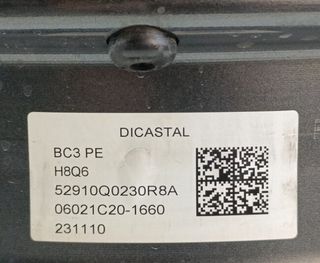 DICASTAL
BC3 PE
H8Q6
52910Q0230R8A
06021C20-1660
231110